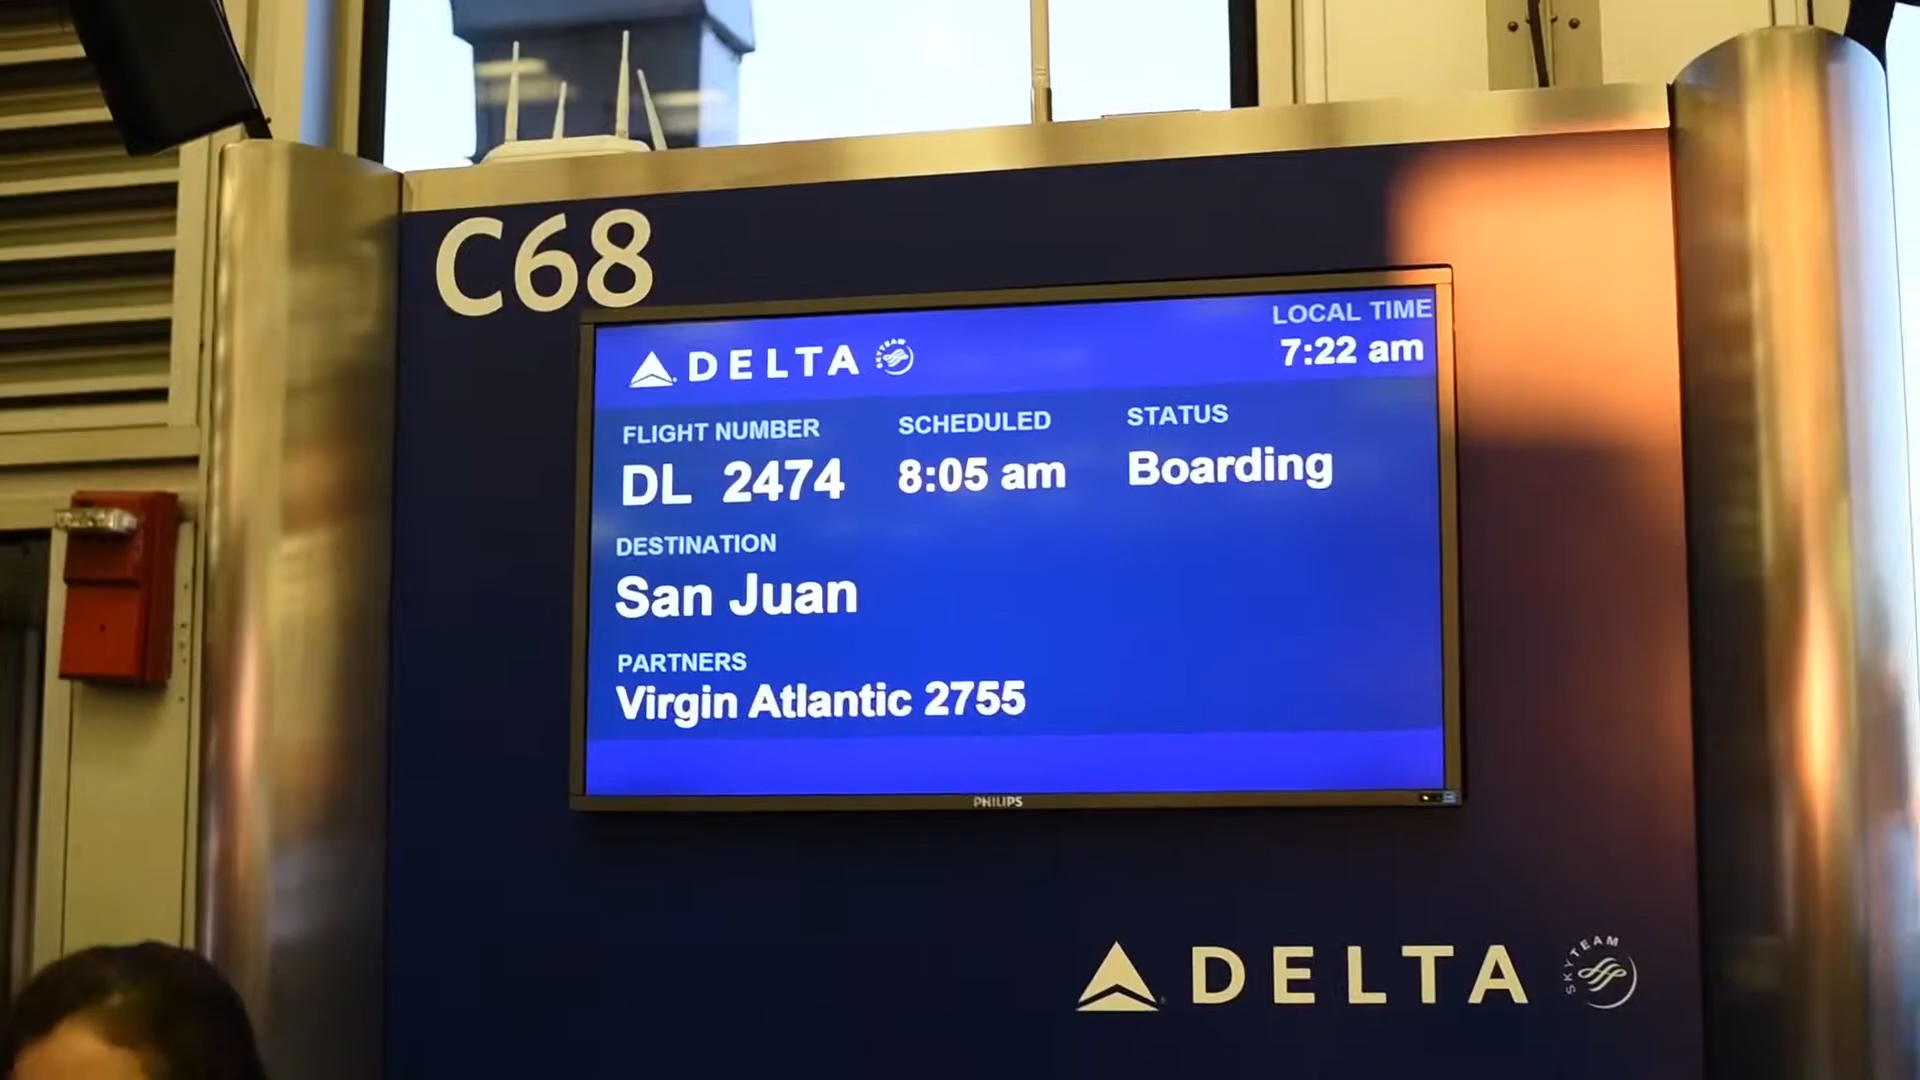 C68
LOCAL TIME
7:22 am
DELTA SKYTEAM
FLIGHT NUMBER SCHEDULED STATUS
DL 2474 8:05 am Boarding
DESTINATION
San Juan
PARTNERS
Virgin Atlantic 2755
PHILIPS
DELTA SKYTEAM